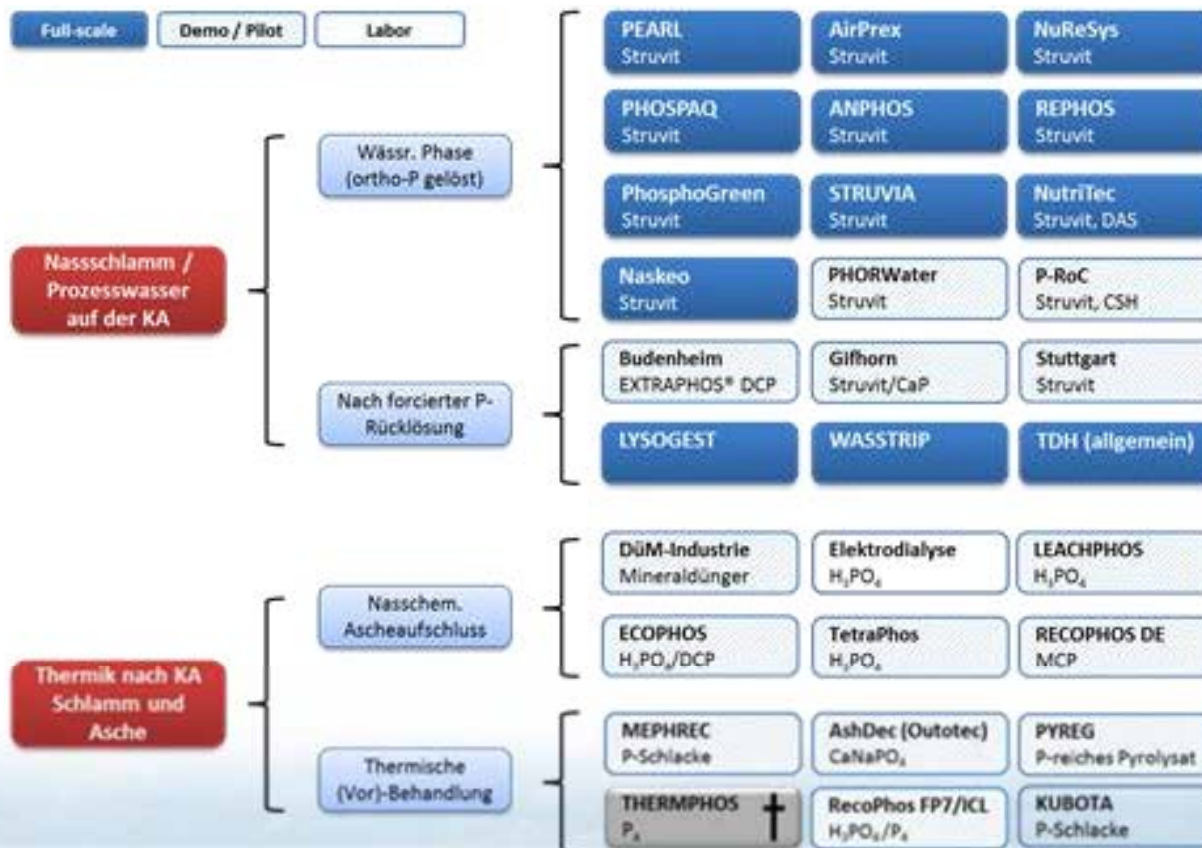 Full-scale
Demo / Pilot
Labor
Nassschlamm /
Prozesswasser
auf der KA
Wässr. Phase
(ortho-P gelöst)
PEARL
Struvit
AirPrex
Struvit
NuReSys
Struvit
PHOSPAQ
Struvit
ANPHOS
Struvit
REPHOS
Struvit
PhosphoGreen
Struvit
STRUVIA
Struvit
NutriTec
Struvit, DAS
Naskeo
Struvit
PHORWater
Struvit
P-RoC
Struvit, CSH
Nach forcierter P-
Rücklösung
Budenheim
EXTRAPHOS® DCP
Gifhorn
Struvit/CaP
Stuttgart
Struvit
LYSOGEST
WASSTRIP
TDH (allgemein)
Thermik nach KA
Schlamm und
Asche
Nasschem.
Ascheaufschluss
DüM-Industrie
Mineraldünger
Elektrodialyse
H₃PO₄
LEACHPHOS
H₃PO₄
ECOPHOS
H₃PO₄/DCP
TetraPhos
H₃PO₄
RECOPHOS DE
MCP
Thermische
(Vor)-Behandlung
MEPHREC
P-Schlacke
AshDec (Outotec)
CaNaPO₄
PYREG
P-reiches Pyrolysat
THERMPHOS
P₄
RecoPhos FP7/ICL
H₃PO₄/P₄
KUBOTA
P-Schlacke